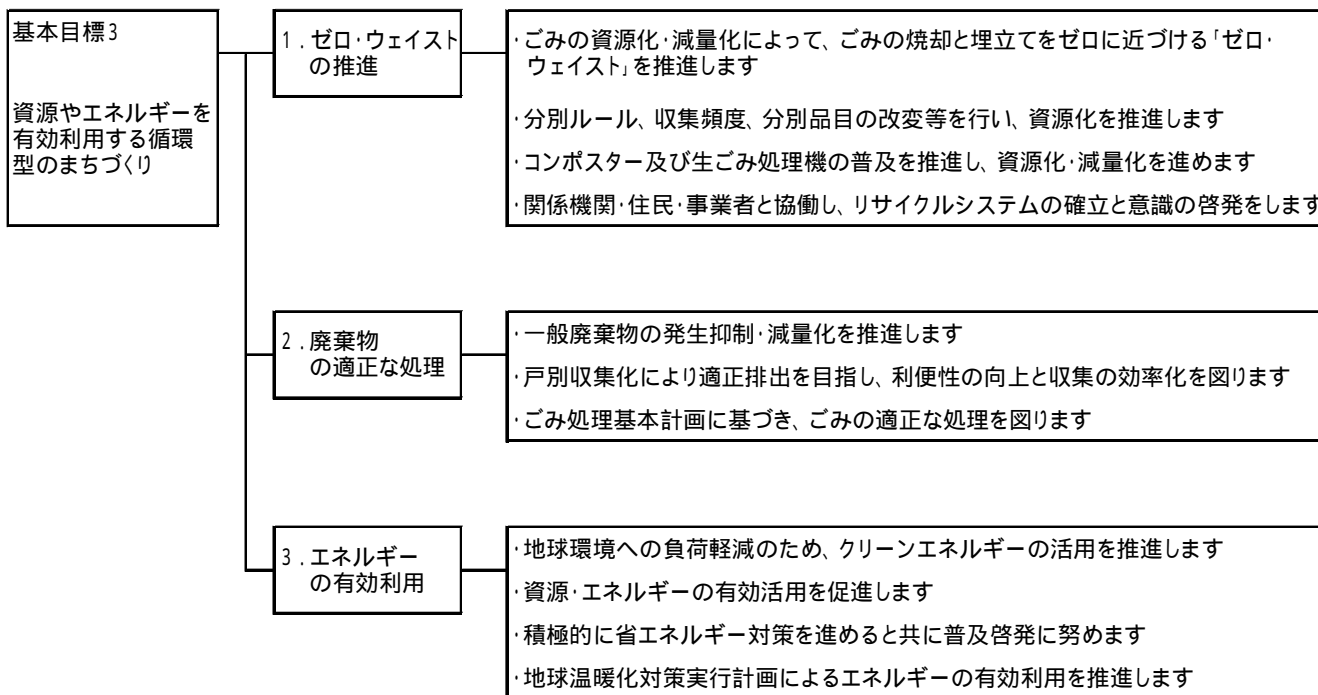 基本目標3
資源やエネルギーを
有効利用する循環
型のまちづくり
1．ゼロ・ウェイスト
の推進
・ごみの資源化・減量化によって、ごみの焼却と埋立てをゼロに近づける「ゼロ・
ウェイスト」を推進します
・分別ルール、収集頻度、分別品目の改変等を行い、資源化を推進します
・コンポスター及び生ごみ処理機の普及を推進し、資源化・減量化を進めます
・関係機関・住民・事業者と協働し、リサイクルシステムの確立と意識の啓発をします
2．廃棄物
の適正な処理
・一般廃棄物の発生抑制・減量化を推進します
・戸別収集化により適正排出を目指し、利便性の向上と収集の効率化を図ります
・ごみ処理基本計画に基づき、ごみの適正な処理を図ります
3．エネルギー
の有効利用
・地球環境への負荷軽減のため、クリーンエネルギーの活用を推進します
・資源・エネルギーの有効活用を促進します
・積極的に省エネルギー対策を進めると共に普及啓発に努めます
・地球温暖化対策実行計画によるエネルギーの有効利用を推進します